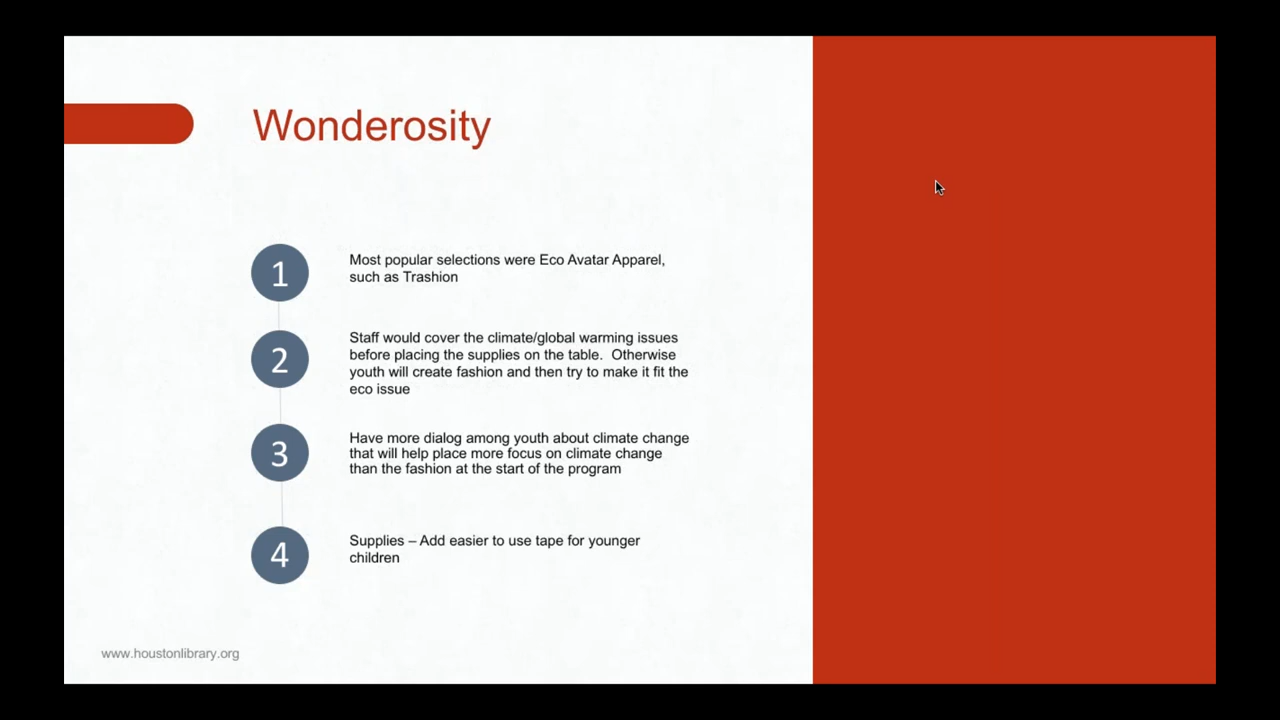 Wonderosity
1
Most popular selections were Eco Avatar Apparel,
such as Trashion
2
Staff would cover the climate/global warming issues
before placing the supplies on the table.  Otherwise
youth will create fashion and then try to make it fit the
eco issue
3
Have more dialog among youth about climate change
that will help place more focus on climate change
than the fashion at the start of the program
4
Supplies – Add easier to use tape for younger
children
www.houstonlibrary.org